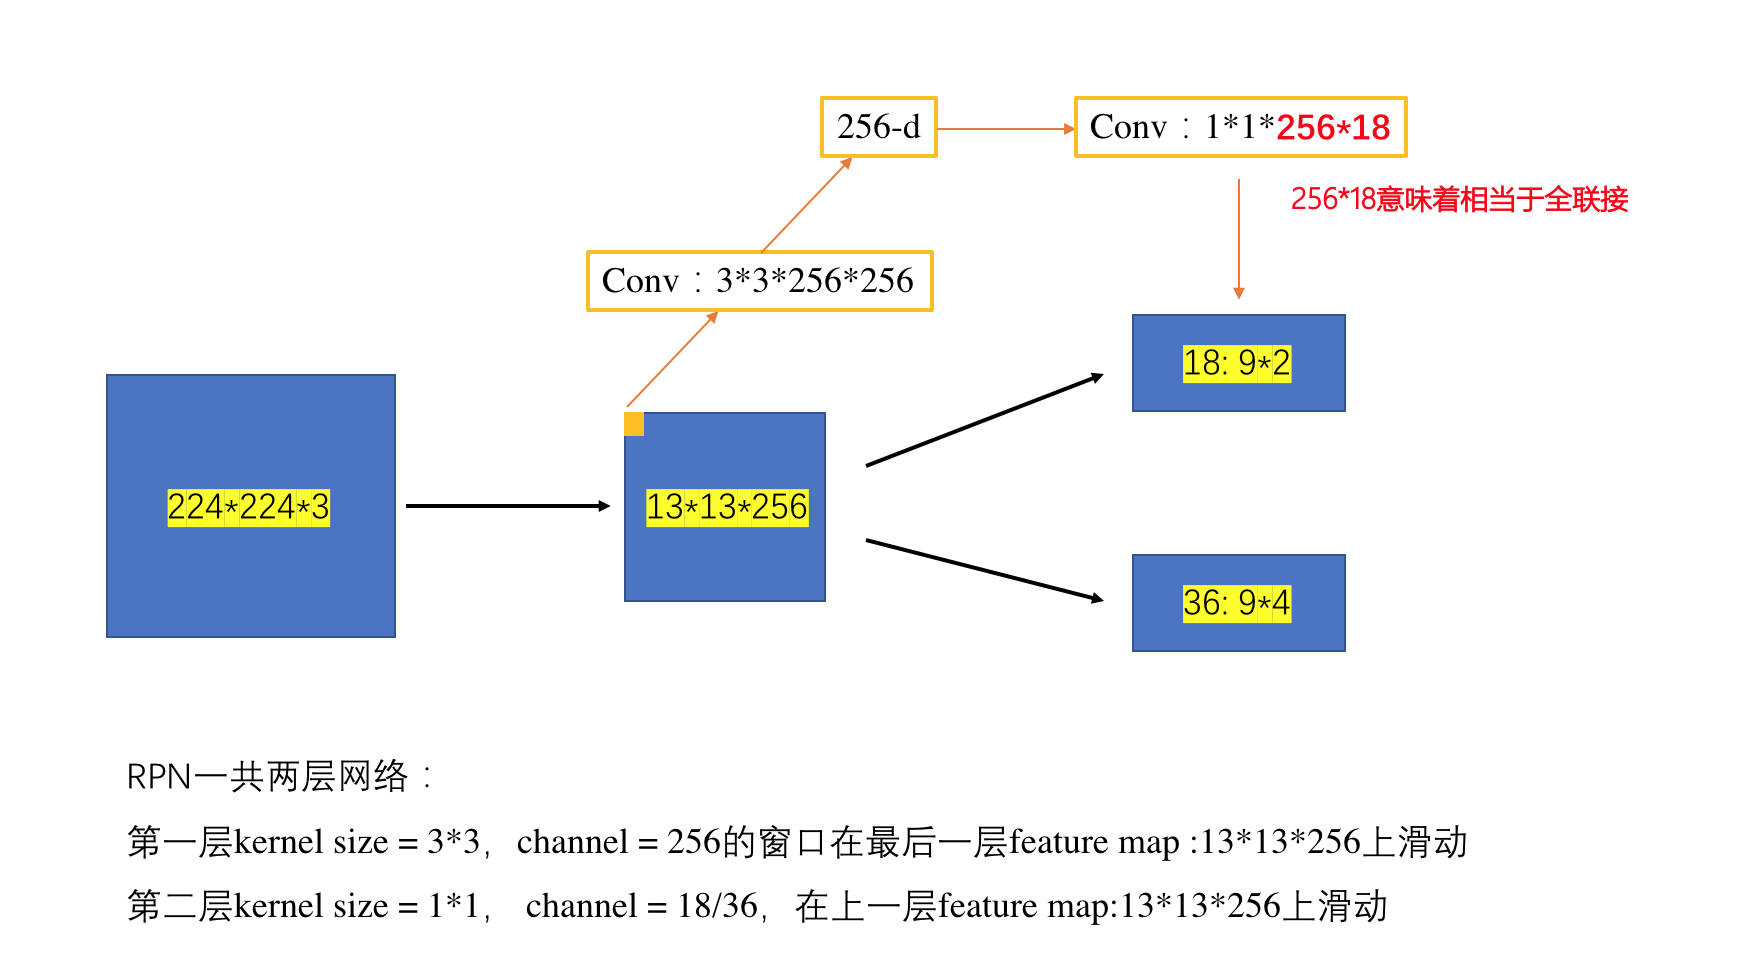 256-d
Conv：1*1*256*18
256*18意味着相当于全联接
Conv：3*3*256*256
18: 9*2
224*224*3
13*13*256
36: 9*4
RPN一共两层网络：
第一层kernel size = 3*3，channel = 256的窗口在最后一层feature map :13*13*256上滑动
第二层kernel size = 1*1， channel = 18/36，在上一层feature map:13*13*256上滑动